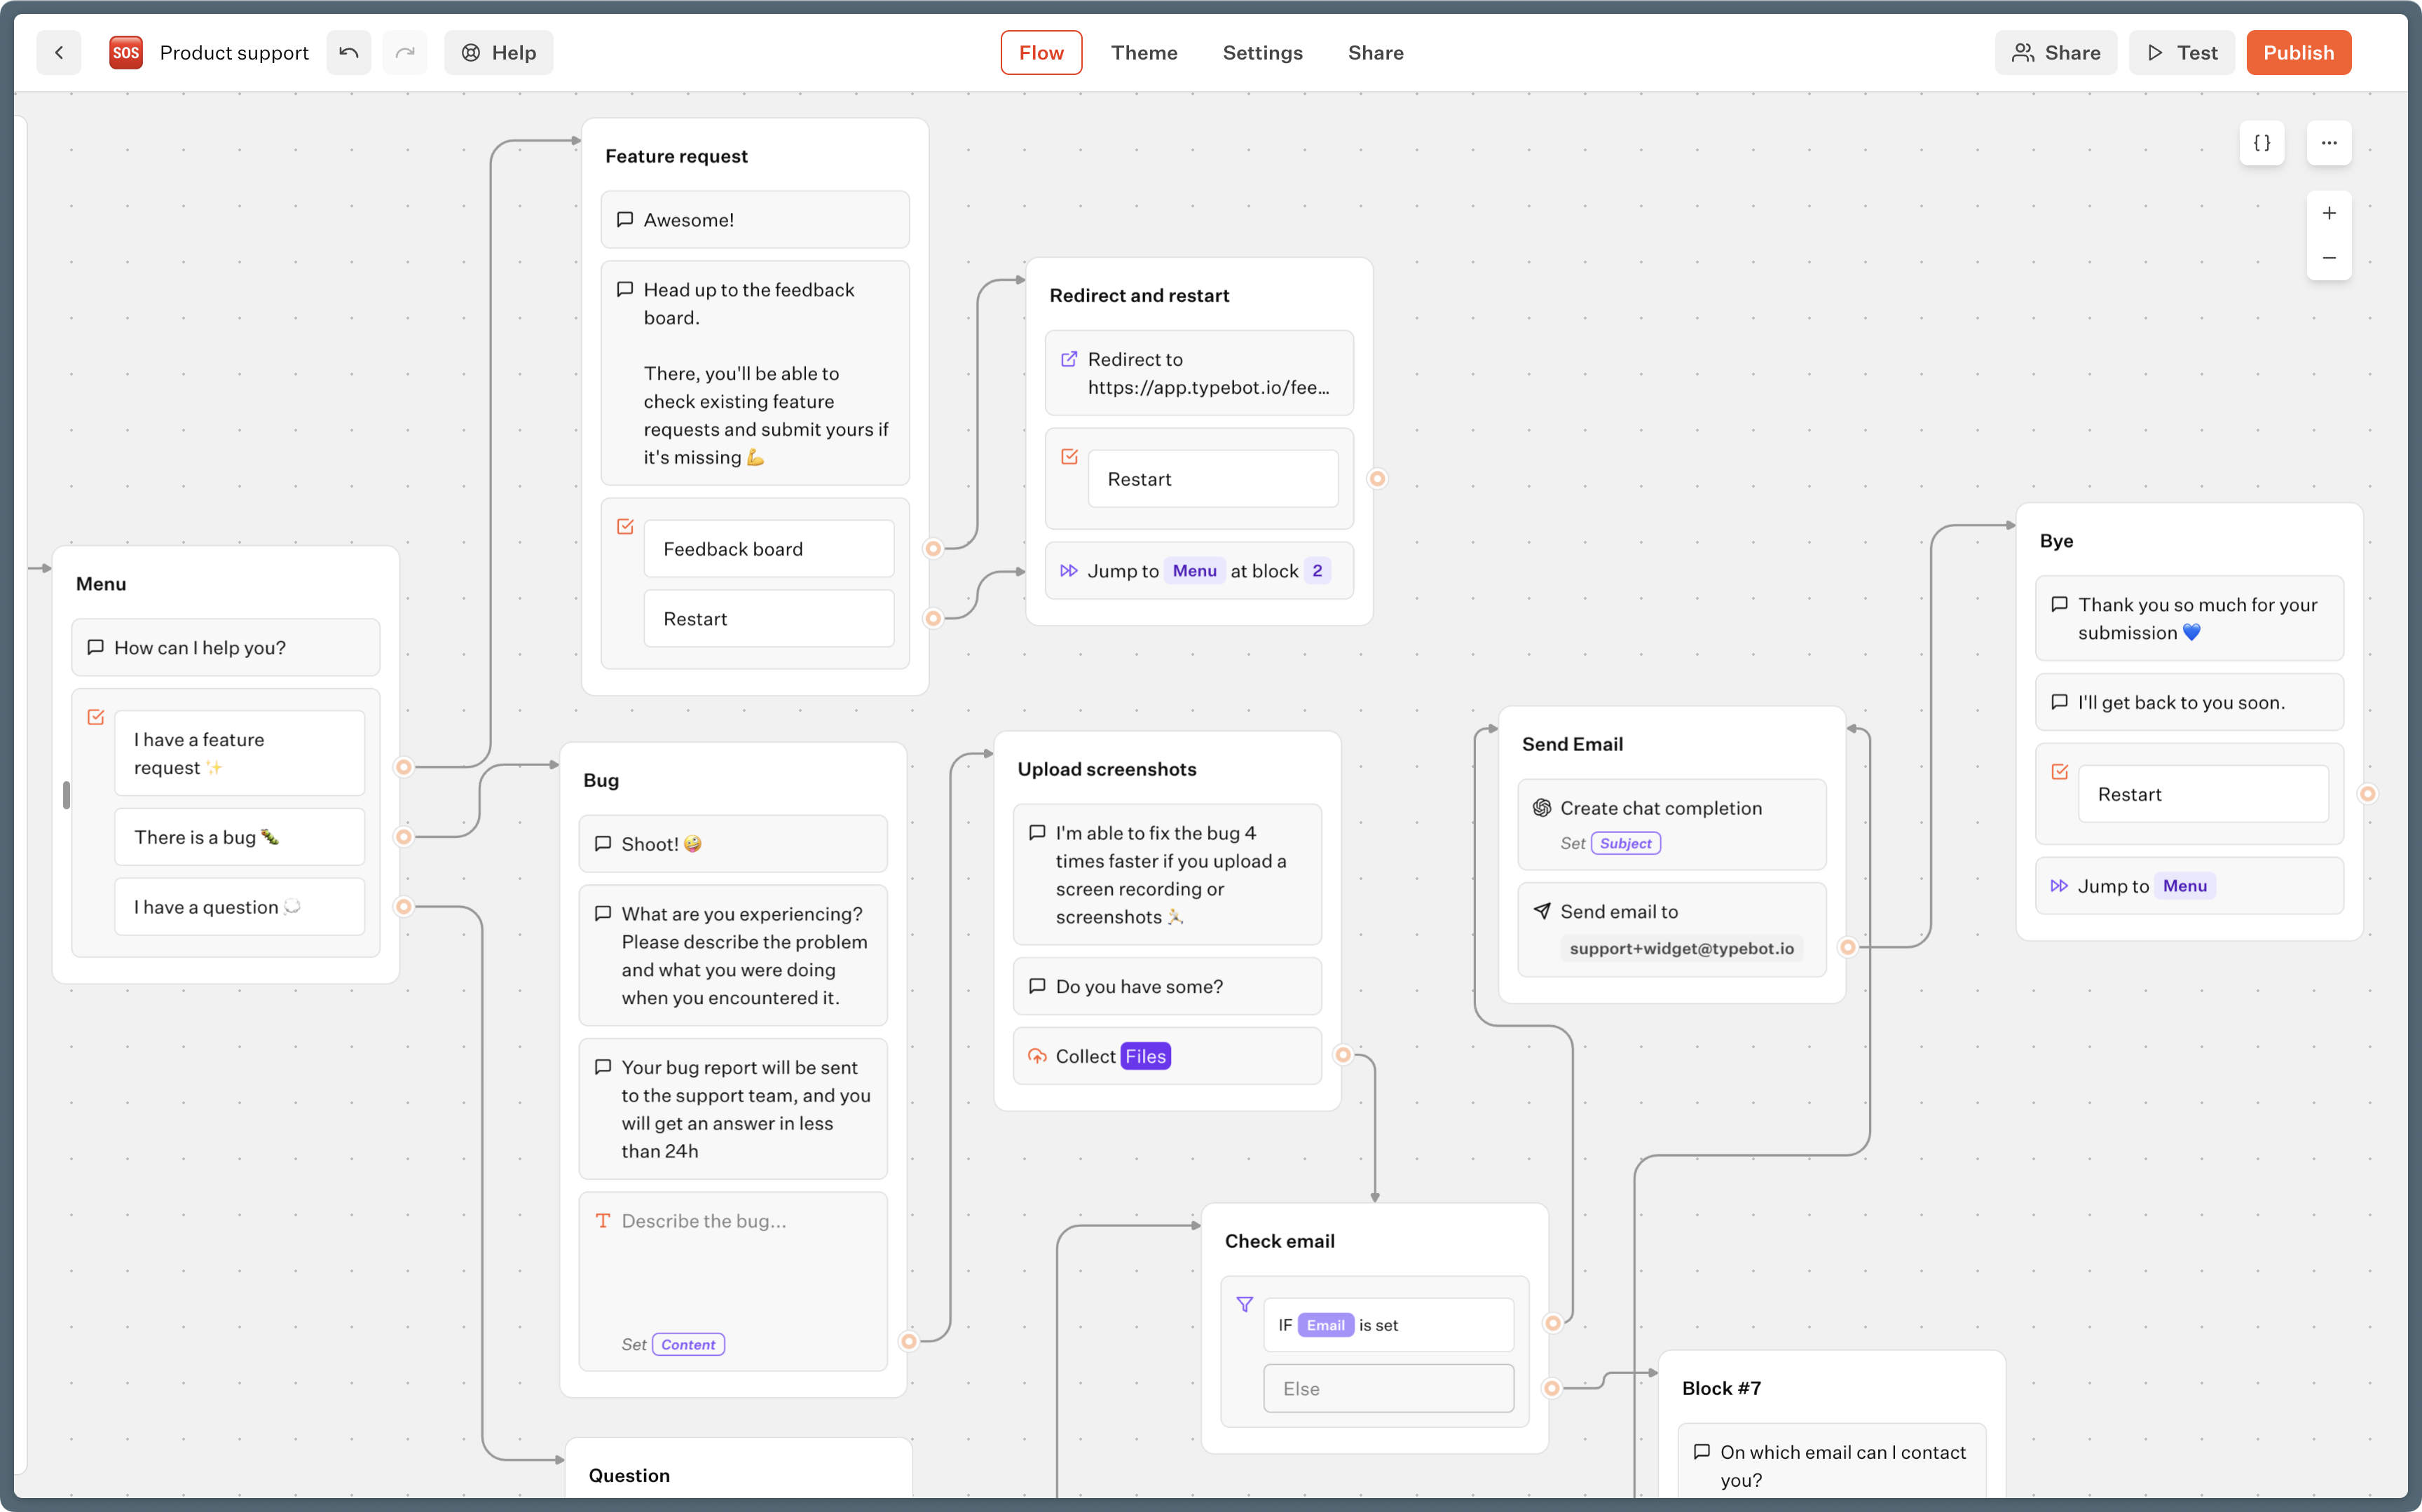 SOS Product support
Help
Flow
Theme
Settings
Share
Share
Test
Publish
{}
Menu
How can I help you?
I have a feature
request ✨
There is a bug 🐛
I have a question 💭
Feature request
Awesome!
Head up to the feedback
board.
There, you'll be able to
check existing feature
requests and submit yours if
it's missing 💪
Feedback board
Restart
Redirect and restart
Redirect to
https://app.typebot.io/fee...
Restart
Jump to Menu at block 2
Bug
Shoot! 🤪
What are you experiencing?
Please describe the problem
and what you were doing
when you encountered it.
Your bug report will be sent
to the support team, and you
will get an answer in less
than 24h
Describe the bug...
Set Content
Upload screenshots
I'm able to fix the bug 4
times faster if you upload a
screen recording or
screenshots 🏃
Do you have some?
Collect Files
Send Email
Create chat completion
Set Subject
Send email to
support+widget@typebot.io
Bye
Thank you so much for your
submission 💙
I'll get back to you soon.
Restart
Jump to Menu
Check email
IF Email is set
Else
Block #7
On which email can I contact
you?
Question